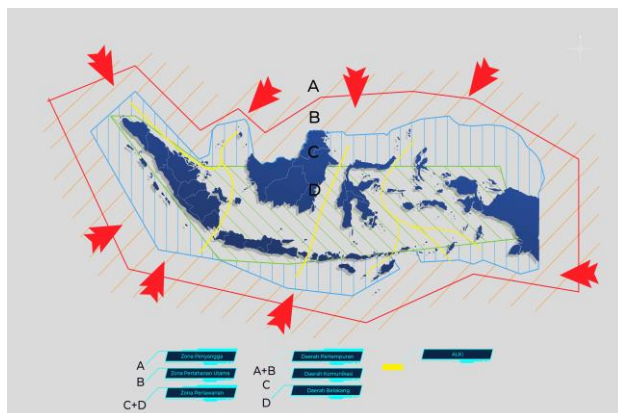 A
B
C
D
Zona Penyangga
A
Zona Pertahanan Utama
B
Zona Perlawanan
C+D
Daerah Pertempuran
A+B
Daerah Komunikasi
C
Daerah Belakang
D
ALKI